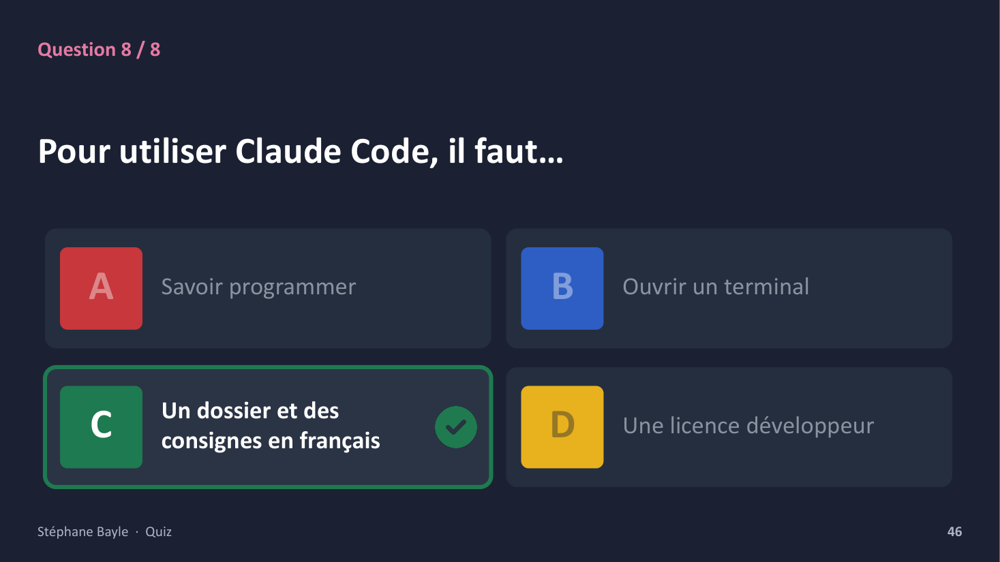 Question 8 / 8
Pour utiliser Claude Code, il faut…
A
Savoir programmer
B
Ouvrir un terminal
C
Un dossier et des
consignes en français
D
Une licence développeur
Stéphane Bayle · Quiz
46